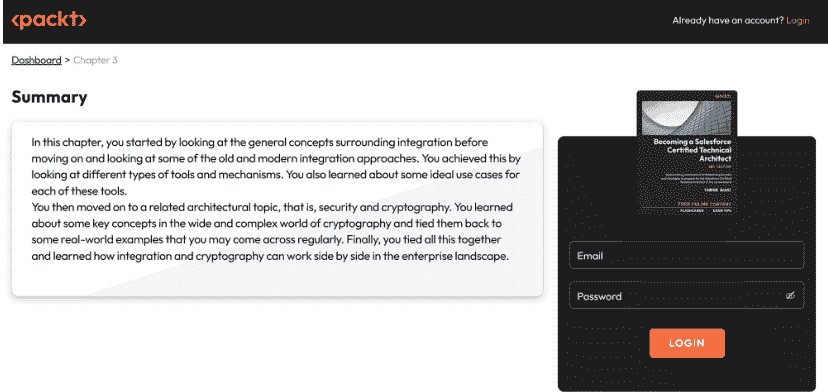 <packt>
Already have an account? Login
Dashboard > Chapter 3
Summary
In this chapter, you started by looking at the general concepts surrounding integration before
moving on and looking at some of the old and modern integration approaches. You achieved this by
looking at different types of tools and mechanisms. You also learned about some ideal use cases for
each of these tools.
You then moved on to a related architectural topic, that is, security and cryptography. You learned
about some key concepts in the wide and complex world of cryptography and tied them back to
some real-world examples that you may come across regularly. Finally, you tied all this together
and learned how integration and cryptography can work side by side in the enterprise landscape.
<packt>
Becoming a Salesforce
Certified Technical
Architect
FREE ONLINE CONTENT
FLASHCARDS EXAM TIPS
Email
Password
LOGIN